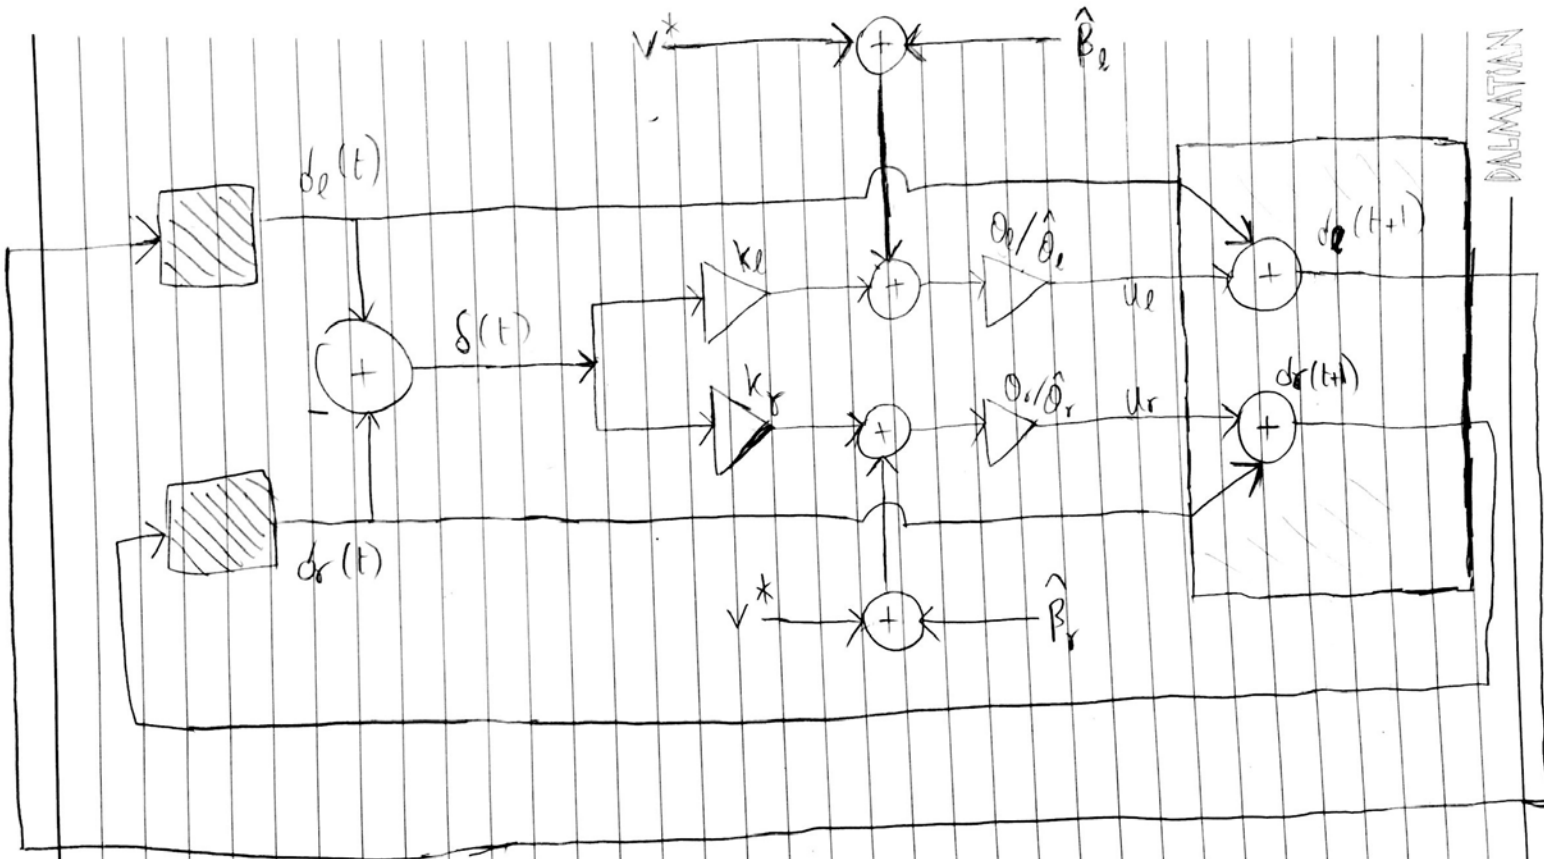 v* + β̂ₗ
DALMATIAN
dₗ(t)
kₗ
θₗ/θ̂ₗ
dₗ(t+1)
+
+
uₗ
δ(t)
+
−
kᵣ
θᵣ/θ̂ᵣ
uᵣ
dᵣ(t+1)
+
+
dᵣ(t)
v* + β̂ᵣ